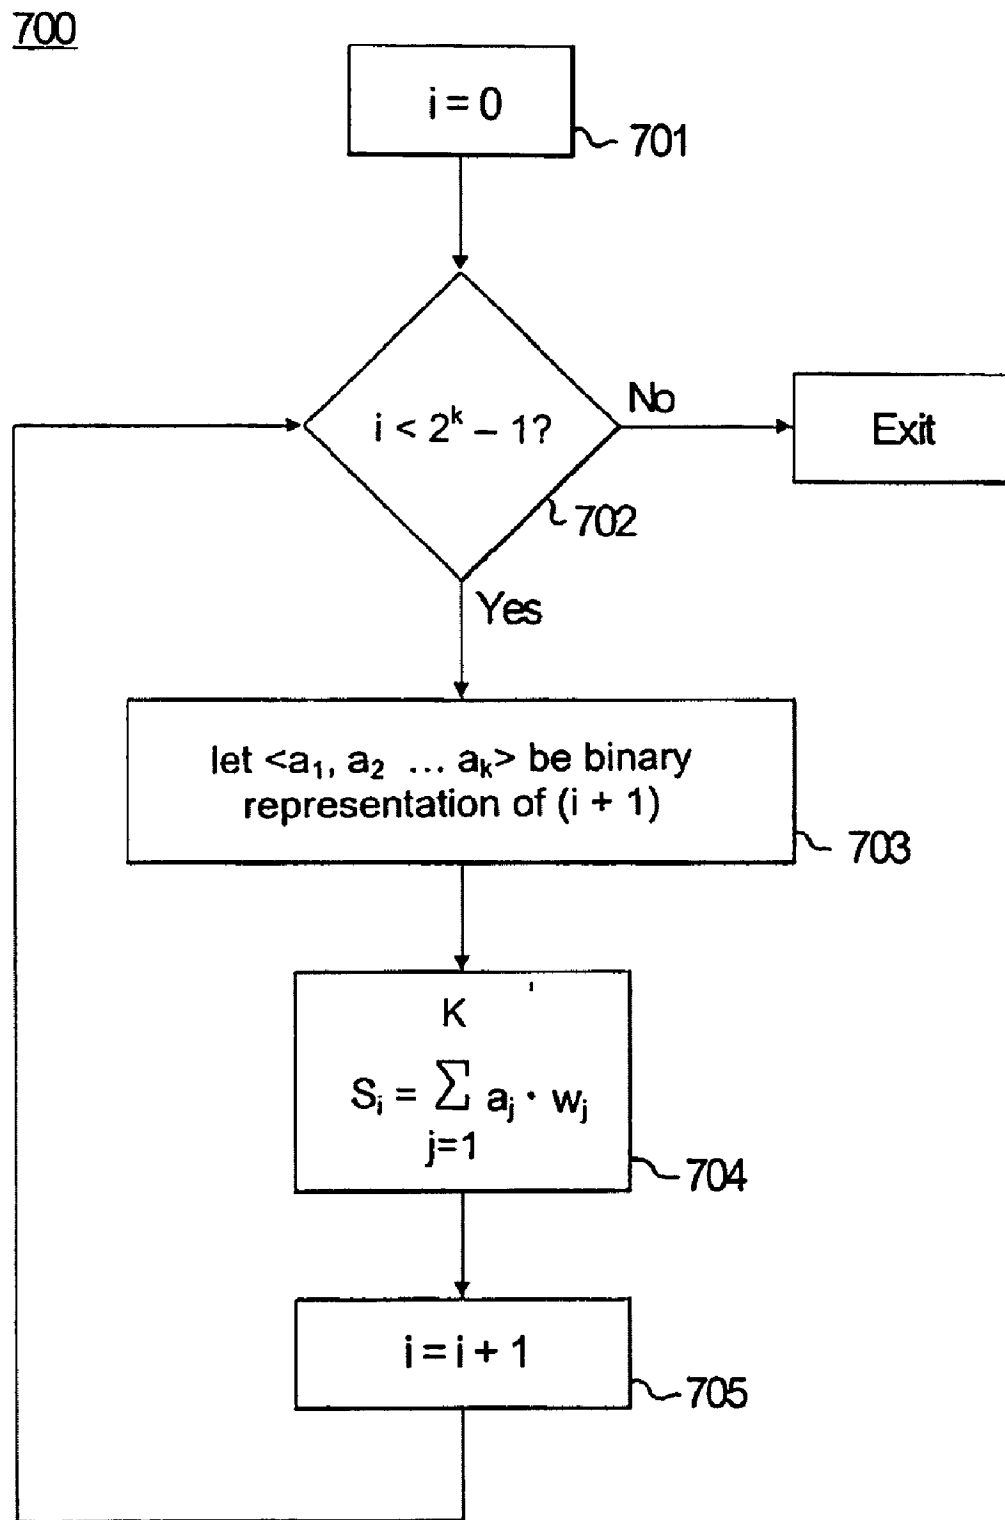 700
i = 0
701
i < 2^k – 1?
No
Exit
702
Yes
let <a₁, a₂ ... aₖ> be binary
representation of (i + 1)
703
K
Sᵢ = ∑ aⱼ · wⱼ
j=1
704
i = i + 1
705